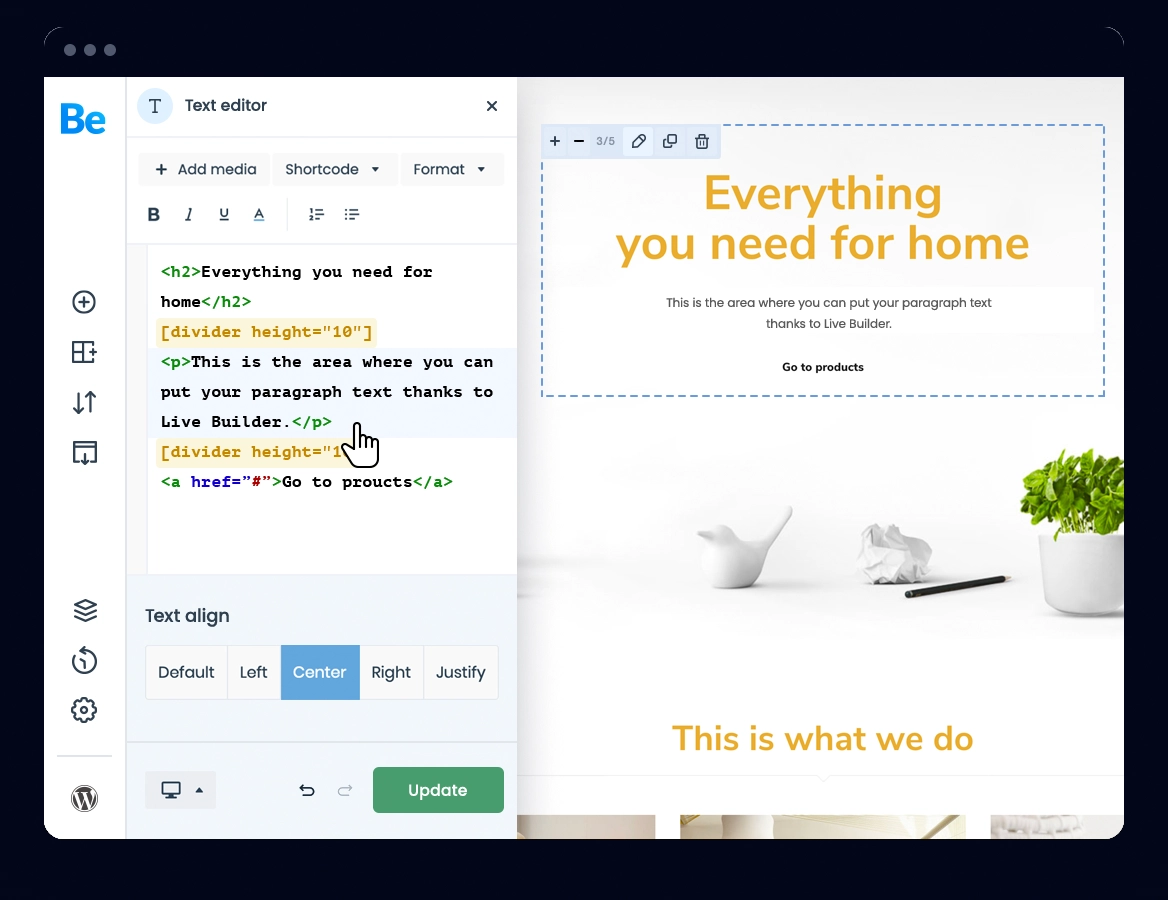 Be
T Text editor
+ Add media Shortcode Format
B I U A
<h2>Everything you need for
home</h2>
[divider height="10"]
<p>This is the area where you can
put your paragraph text thanks to
Live Builder.</p>
[divider height="1
<a href=”#”>Go to proucts</a>
Text align
Default Left Center Right Justify
Update
3/5
Everything
you need for home
This is the area where you can put your paragraph text
thanks to Live Builder.
Go to products
This is what we do